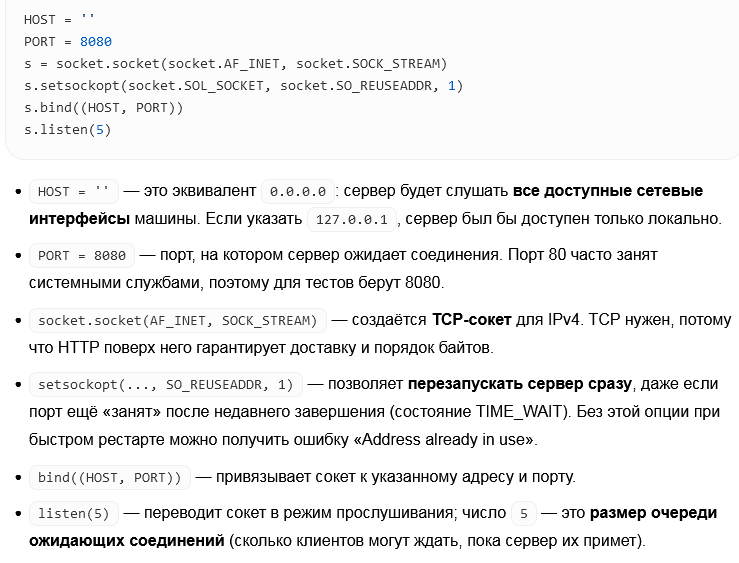 HOST = ''
PORT = 8080
s = socket.socket(socket.AF_INET, socket.SOCK_STREAM)
s.setsockopt(socket.SOL_SOCKET, socket.SO_REUSEADDR, 1)
s.bind((HOST, PORT))
s.listen(5)
• HOST = '' — это эквивалент 0.0.0.0: сервер будет слушать все доступные сетевые
интерфейсы машины. Если указать 127.0.0.1, сервер был бы доступен только локально.
• PORT = 8080 — порт, на котором сервер ожидает соединения. Порт 80 часто занят
системными службами, поэтому для тестов берут 8080.
• socket.socket(AF_INET, SOCK_STREAM) — создаётся TCP-сокет для IPv4. TCP нужен, потому
что HTTP поверх него гарантирует доставку и порядок байтов.
• setsockopt(..., SO_REUSEADDR, 1) — позволяет перезапускать сервер сразу, даже если
порт ещё «занят» после недавнего завершения (состояние TIME_WAIT). Без этой опции при
быстром рестарте можно получить ошибку «Address already in use».
• bind((HOST, PORT)) — привязывает сокет к указанному адресу и порту.
• listen(5) — переводит сокет в режим прослушивания; число 5 — это размер очереди
ожидающих соединений (сколько клиентов могут ждать, пока сервер их примет).